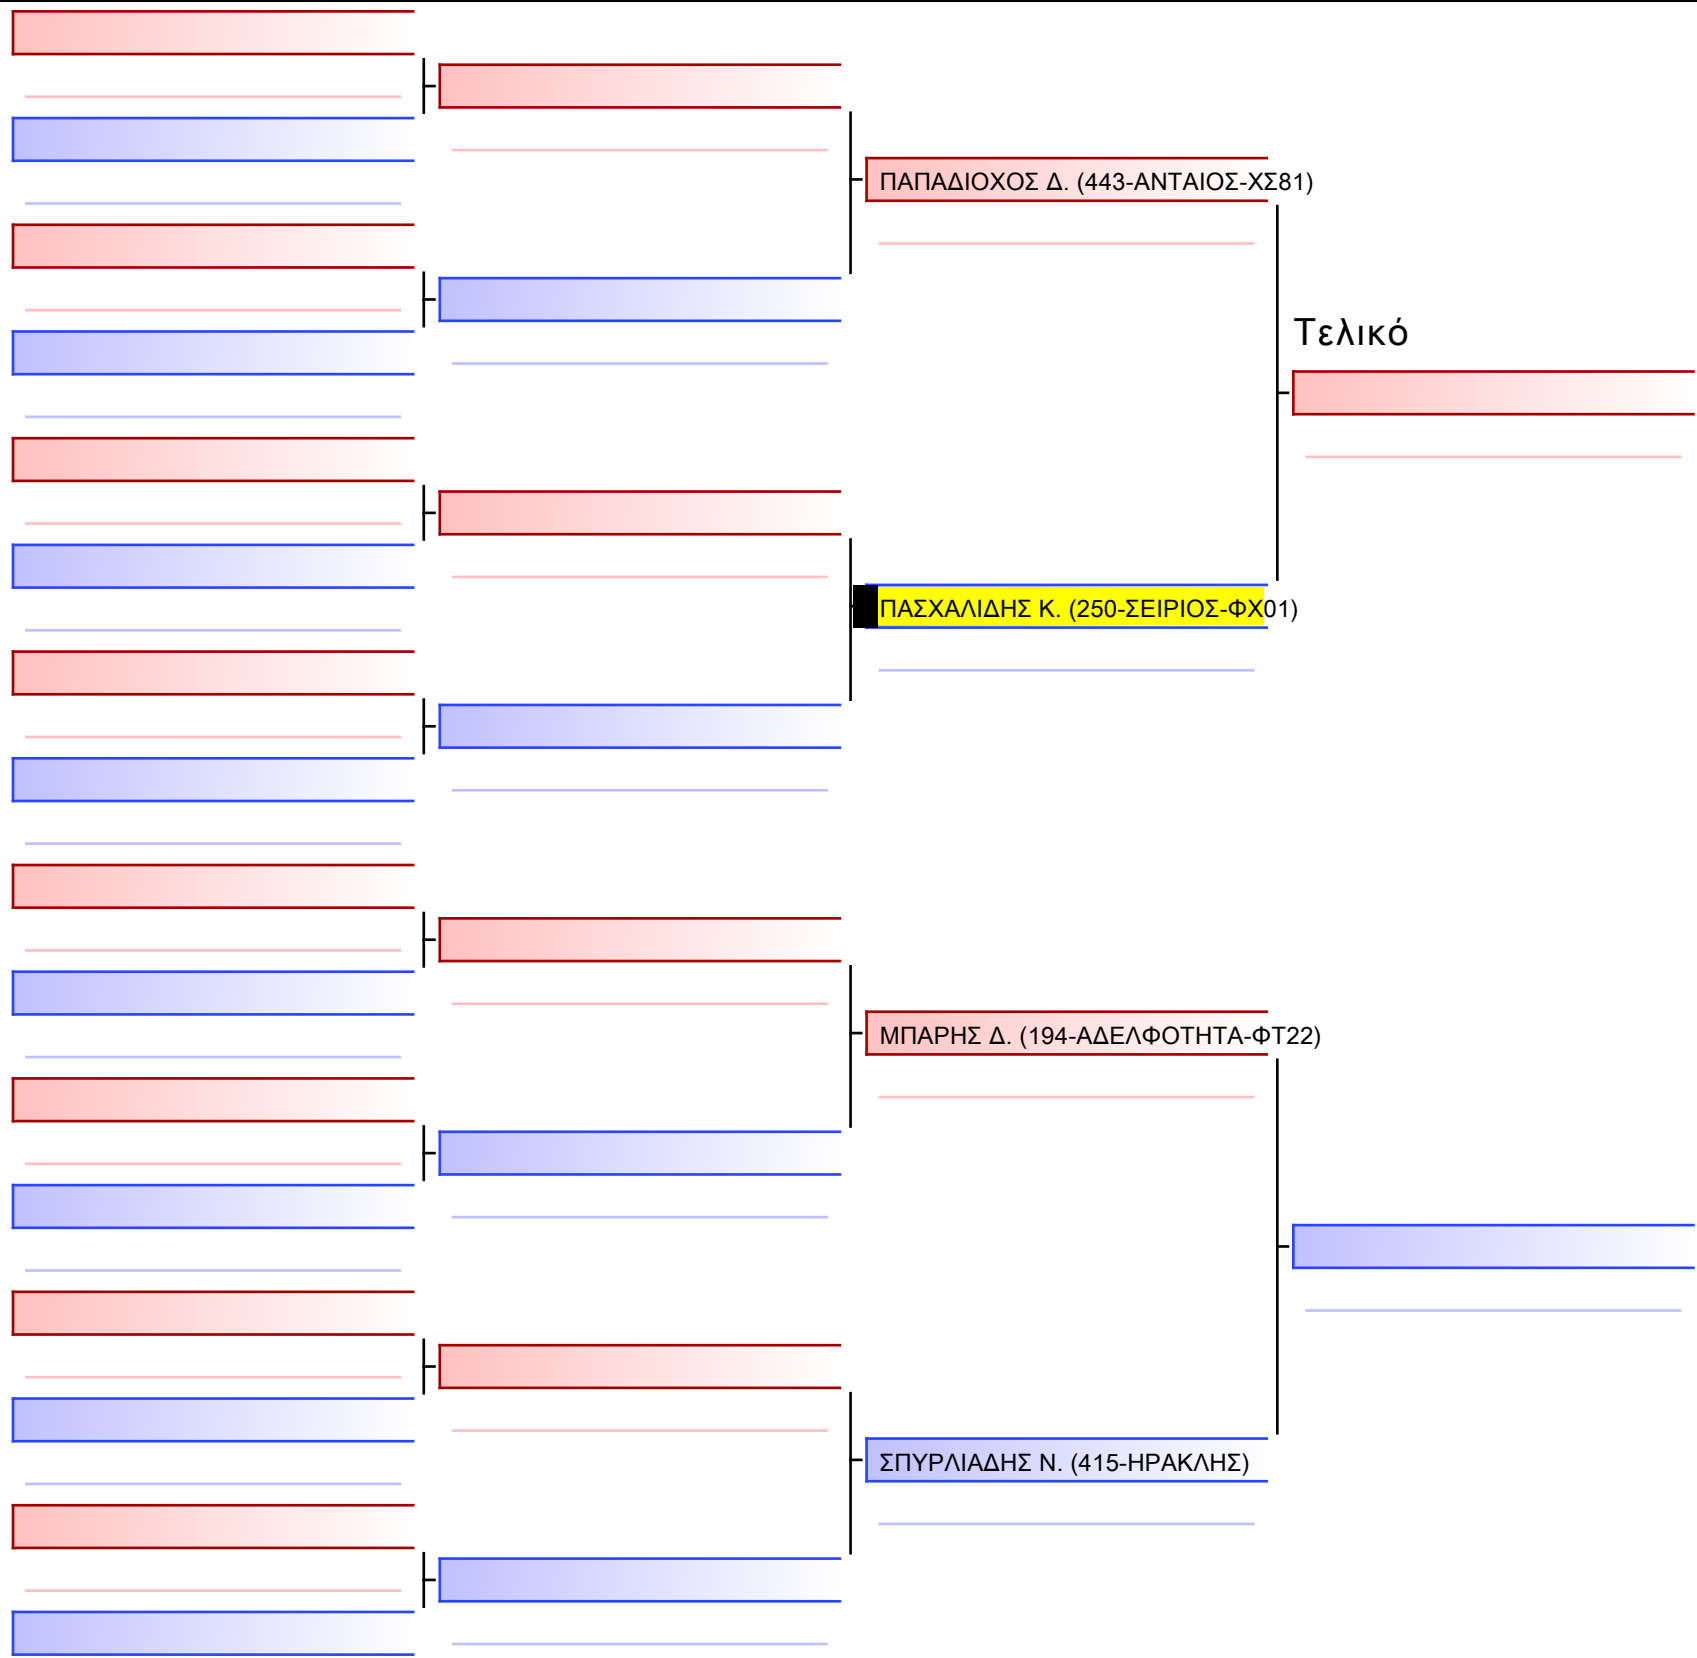 ΠΑΠΑΔΙΟΧΟΣ Δ. (443-ΑΝΤΑΙΟΣ-ΧΣ81)
Τελικό
ΠΑΣΧΑΛΙΔΗΣ Κ. (250-ΣΕΙΡΙΟΣ-ΦΧ01)
ΜΠΑΡΗΣ Δ. (194-ΑΔΕΛΦΟΤΗΤΑ-ΦΤ22)
ΣΠΥΡΛΙΑΔΗΣ Ν. (415-ΗΡΑΚΛΗΣ)